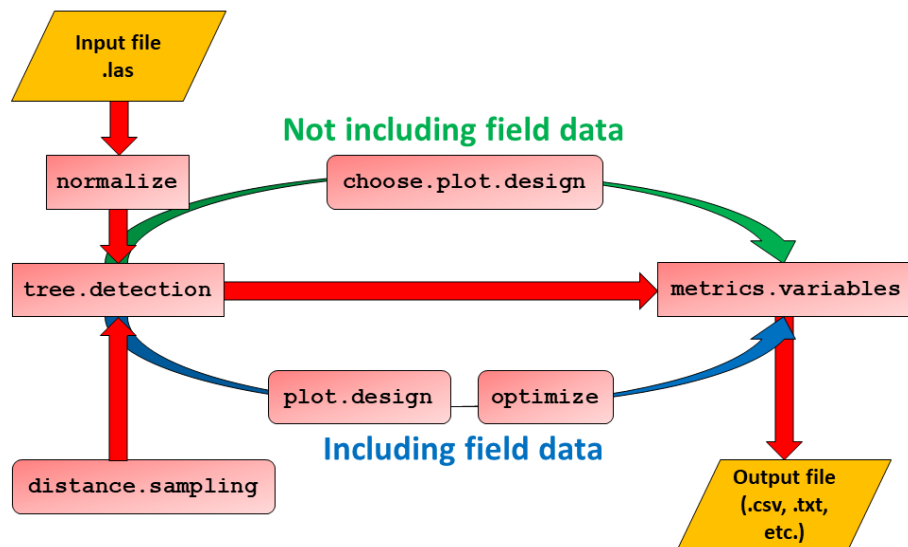 Input file
.las
Not including field data
normalize
choose.plot.design
tree.detection
metrics.variables
plot.design
optimize
Including field data
distance.sampling
Output file
(.csv, .txt,
etc.)